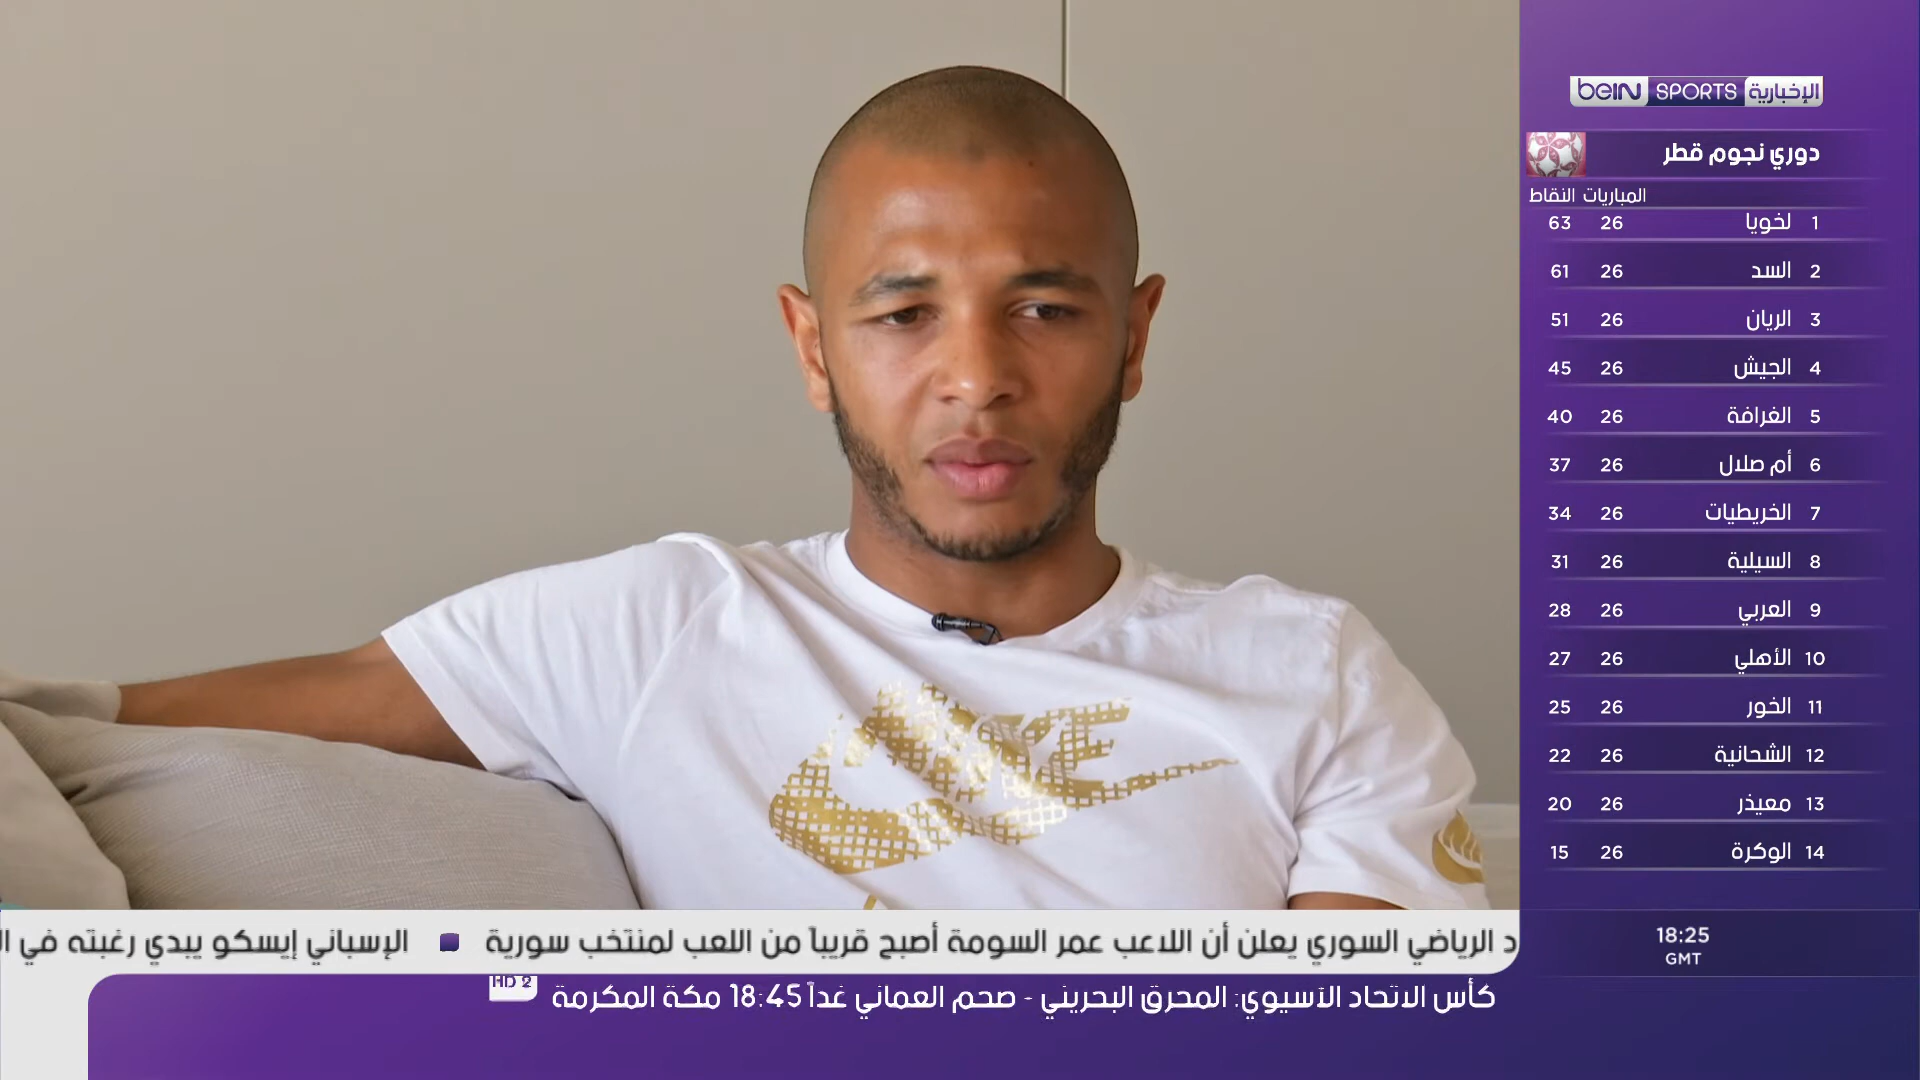 beIN SPORTS الإخبارية
دوري نجوم قطر
المباريات النقاط
1 لخويا 26 63
2 السد 26 61
3 الريان 26 51
4 الجيش 26 45
5 الغرافة 26 40
6 أم صلال 26 37
7 الخريطيات 26 34
8 السيلية 26 31
9 العربي 26 28
10 الأهلي 26 27
11 الخور 26 25
12 الشحانية 26 22
13 معيذر 26 20
14 الوكرة 26 15
NIKE
الرياضي السوري يعلن أن اللاعب عمر السومة أصبح قريباً من اللعب لمنتخب سورية ■ الإسباني إيسكو يبدي رغبته في
18:25
GMT
كأس الاتحاد الآسيوي: المحرق البحريني - صحم العماني غداً 18:45 مكة المكرمة HD 2